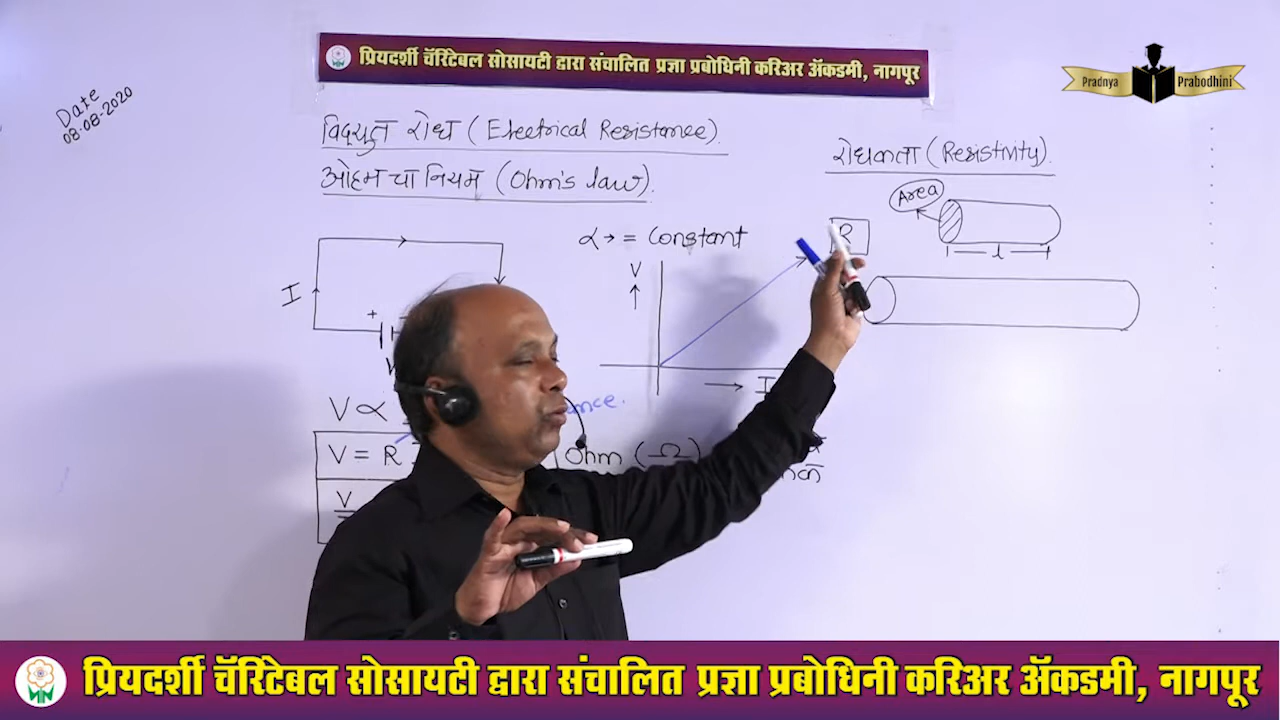 प्रियदर्शी चॅरिटेबल सोसायटी द्वारा संचालित प्रज्ञा प्रबोधिनी करिअर ॲकडमी, नागपूर
Pradnya Prabodhini
Date
08-08-2020
विद्युत रोध (Electrical Resistance).
ओहम चा नियम (Ohm's law).
रोधकता (Resistivity).
Area
l
I
+
α → = Constant
V
I
R
V α
V = R
V
Ohm (Ω)
प्रियदर्शी चॅरिटेबल सोसायटी द्वारा संचालित प्रज्ञा प्रबोधिनी करिअर ॲकडमी, नागपूर